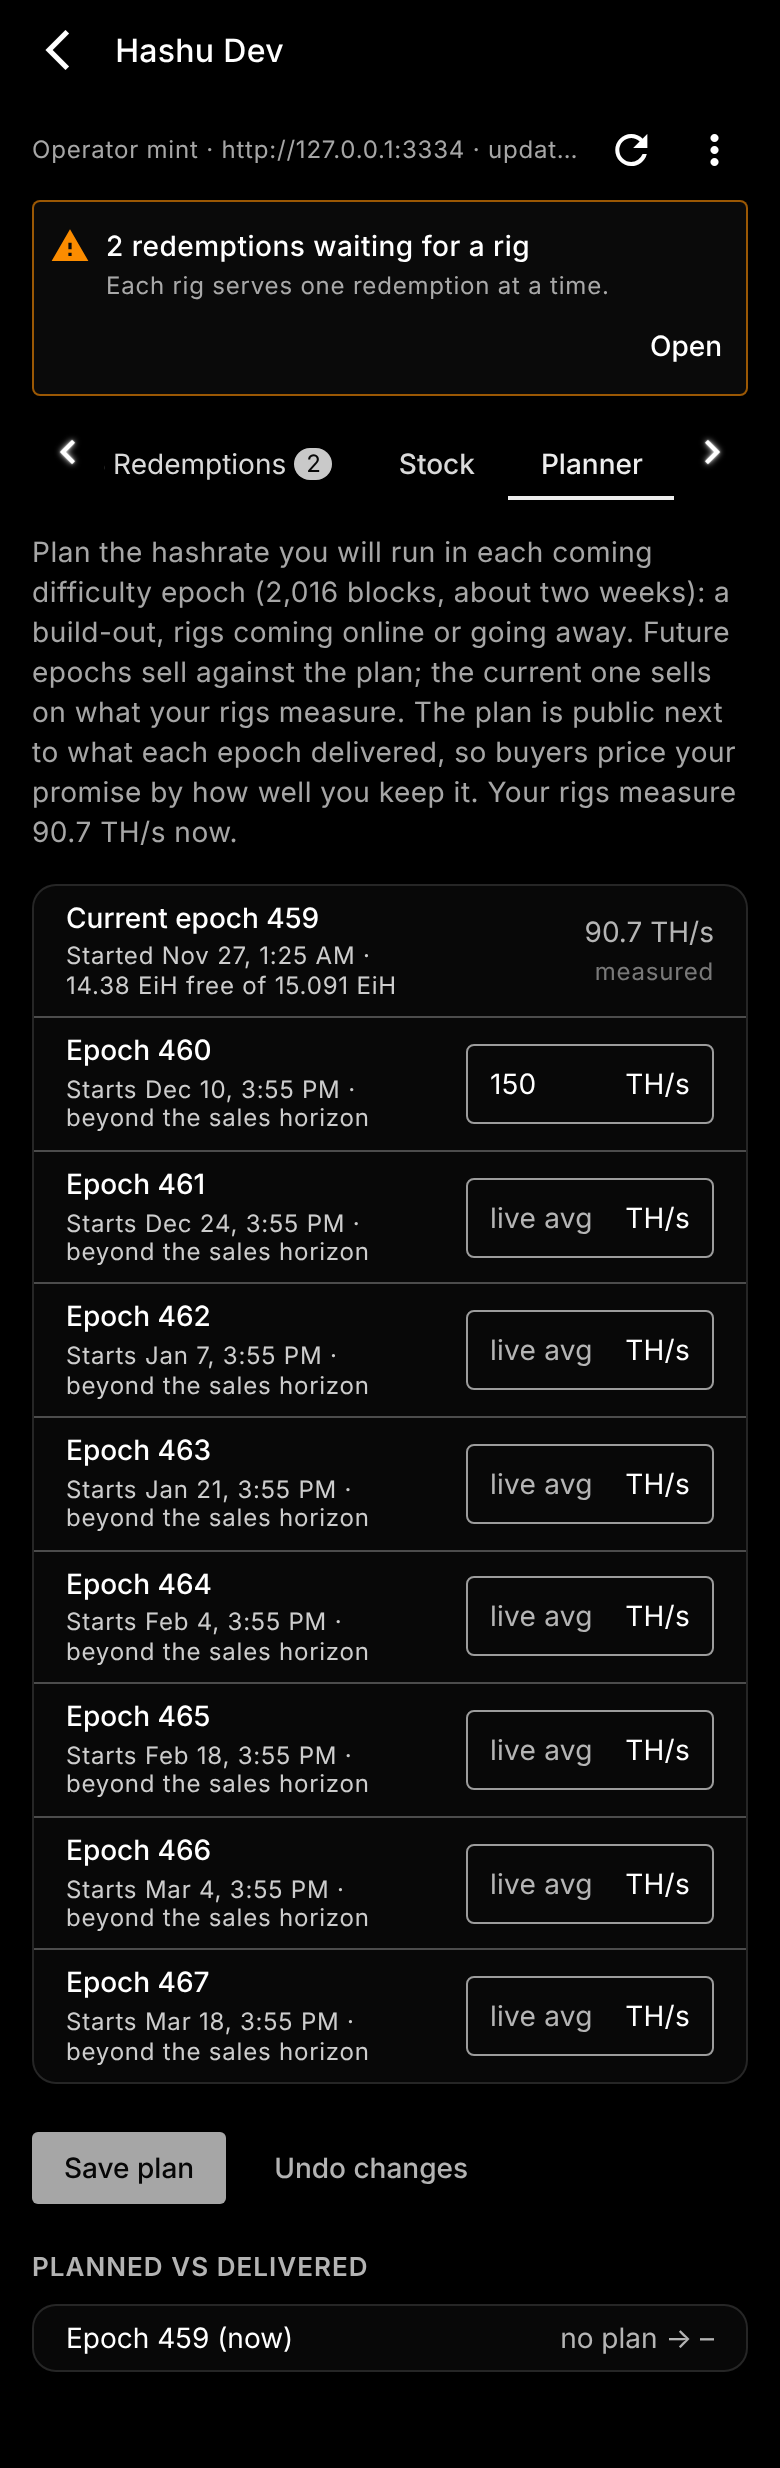 Hashu Dev
Operator mint · http://127.0.0.1:3334 · updat...
2 redemptions waiting for a rig
Each rig serves one redemption at a time.
Open
Redemptions 2
Stock
Planner
Plan the hashrate you will run in each coming
difficulty epoch (2,016 blocks, about two weeks): a
build-out, rigs coming online or going away. Future
epochs sell against the plan; the current one sells
on what your rigs measure. The plan is public next
to what each epoch delivered, so buyers price your
promise by how well you keep it. Your rigs measure
90.7 TH/s now.
Current epoch 459
Started Nov 27, 1:25 AM ·
14.38 EiH free of 15.091 EiH
90.7 TH/s
measured
Epoch 460
Starts Dec 10, 3:55 PM ·
beyond the sales horizon
150 TH/s
Epoch 461
Starts Dec 24, 3:55 PM ·
beyond the sales horizon
live avg TH/s
Epoch 462
Starts Jan 7, 3:55 PM ·
beyond the sales horizon
live avg TH/s
Epoch 463
Starts Jan 21, 3:55 PM ·
beyond the sales horizon
live avg TH/s
Epoch 464
Starts Feb 4, 3:55 PM ·
beyond the sales horizon
live avg TH/s
Epoch 465
Starts Feb 18, 3:55 PM ·
beyond the sales horizon
live avg TH/s
Epoch 466
Starts Mar 4, 3:55 PM ·
beyond the sales horizon
live avg TH/s
Epoch 467
Starts Mar 18, 3:55 PM ·
beyond the sales horizon
live avg TH/s
Save plan
Undo changes
PLANNED VS DELIVERED
Epoch 459 (now)
no plan → –